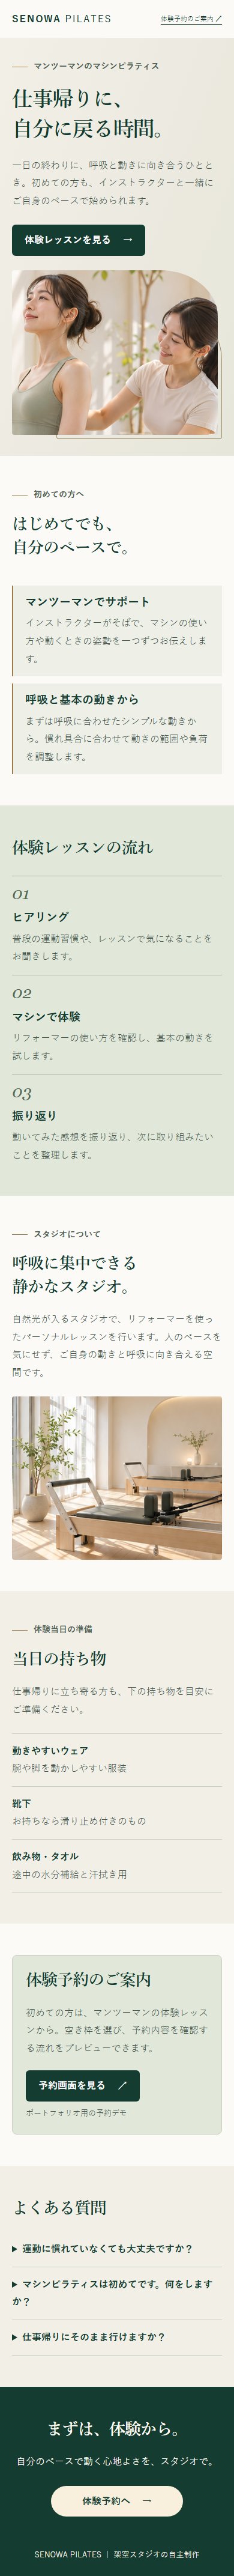 SENOWA PILATES
体験予約のご案内 ↗
マンツーマンのマシンピラティス
仕事帰りに、
自分に戻る時間。
一日の終わりに、呼吸と動きに向き合うひとと
き。初めての方も、インストラクターと一緒に
ご自身のペースで始められます。
体験レッスンを見る →
初めての方へ
はじめてでも、
自分のペースで。
マンツーマンでサポート
インストラクターがそばで、マシンの使い
方や動くときの姿勢を一つずつお伝えしま
す。
呼吸と基本の動きから
まずは呼吸に合わせたシンプルな動きか
ら。慣れ具合に合わせて動きの範囲や負荷
を調整します。
体験レッスンの流れ
01
ヒアリング
普段の運動習慣や、レッスンで気になることを
お聞きします。
02
マシンで体験
リフォーマーの使い方を確認し、基本の動きを
試します。
03
振り返り
動いてみた感想を振り返り、次に取り組みたい
ことを整理します。
スタジオについて
呼吸に集中できる
静かなスタジオ。
自然光が入るスタジオで、リフォーマーを使っ
たパーソナルレッスンを行います。人のペースを
気にせず、ご自身の動きと呼吸に向き合える空
間です。
体験当日の準備
当日の持ち物
仕事帰りに立ち寄る方も、下の持ち物を目安に
ご準備ください。
動きやすいウェア
腕や脚を動かしやすい服装
靴下
お持ちなら滑り止め付きのもの
飲み物・タオル
途中の水分補給と汗拭き用
体験予約のご案内
初めての方は、マンツーマンの体験レッス
ンから。空き枠を選び、予約内容を確認す
る流れをプレビューできます。
予約画面を見る ↗
ポートフォリオ用の予約デモ
よくある質問
▶ 運動に慣れていなくても大丈夫ですか？
▶ マシンピラティスは初めてです。何をします
か？
▶ 仕事帰りにそのまま行けますか？
まずは、体験から。
自分のペースで動く心地よさを、スタジオで。
体験予約へ →
SENOWA PILATES ｜ 架空スタジオの自主制作